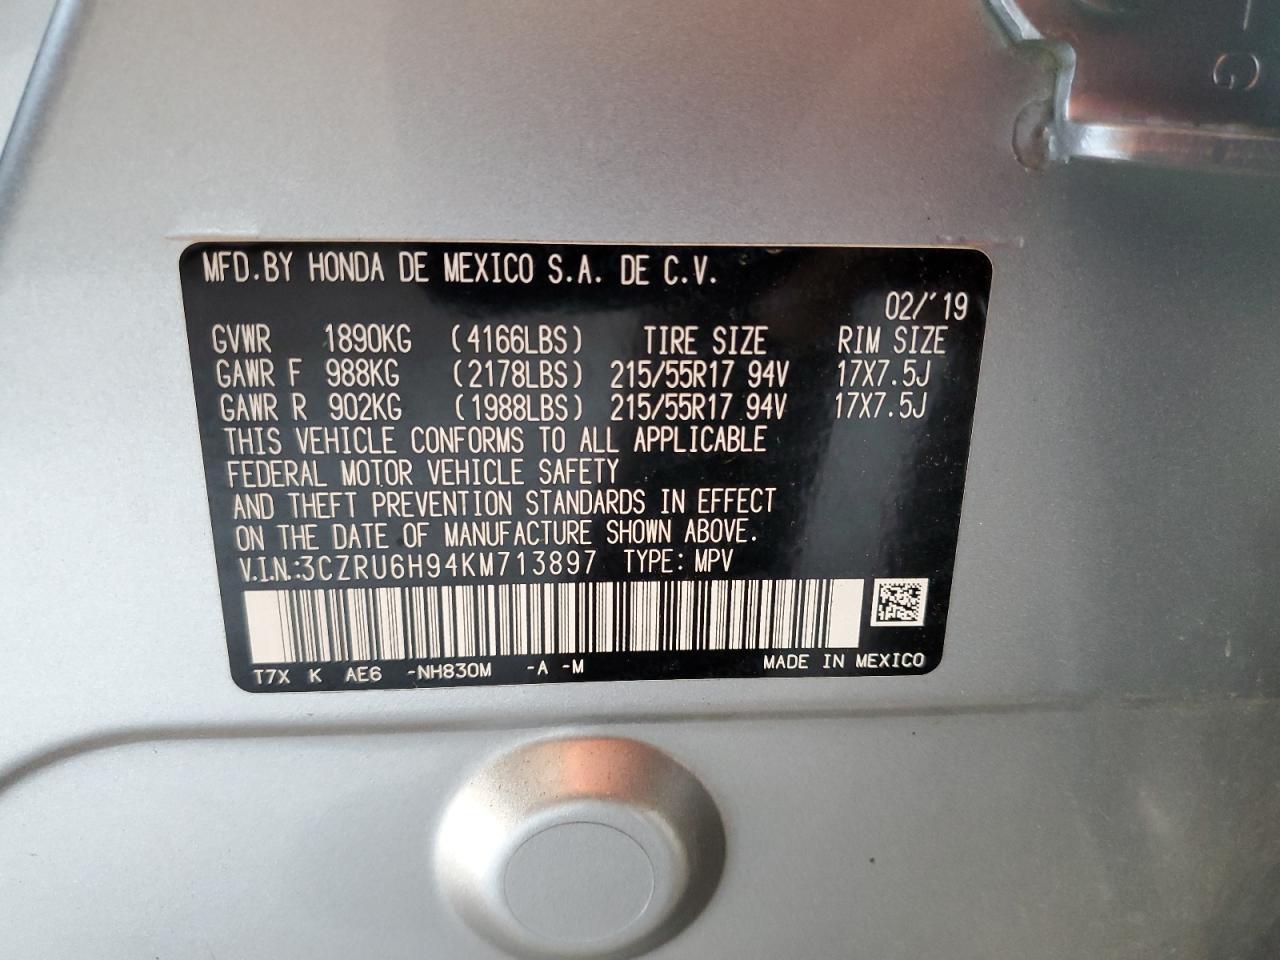 G
MFD.BY HONDA DE MEXICO S.A. DE C.V.
02/'19
GVWR 1890KG (4166LBS) TIRE SIZE RIM SIZE
GAWR F 988KG (2178LBS) 215/55R17 94V 17X7.5J
GAWR R 902KG (1988LBS) 215/55R17 94V 17X7.5J
THIS VEHICLE CONFORMS TO ALL APPLICABLE
FEDERAL MOTOR VEHICLE SAFETY
AND THEFT PREVENTION STANDARDS IN EFFECT
ON THE DATE OF MANUFACTURE SHOWN ABOVE.
V.I.N.:3CZRU6H94KM713897 TYPE: MPV
T7X K AE6 -NH830M -A -M MADE IN MEXICO